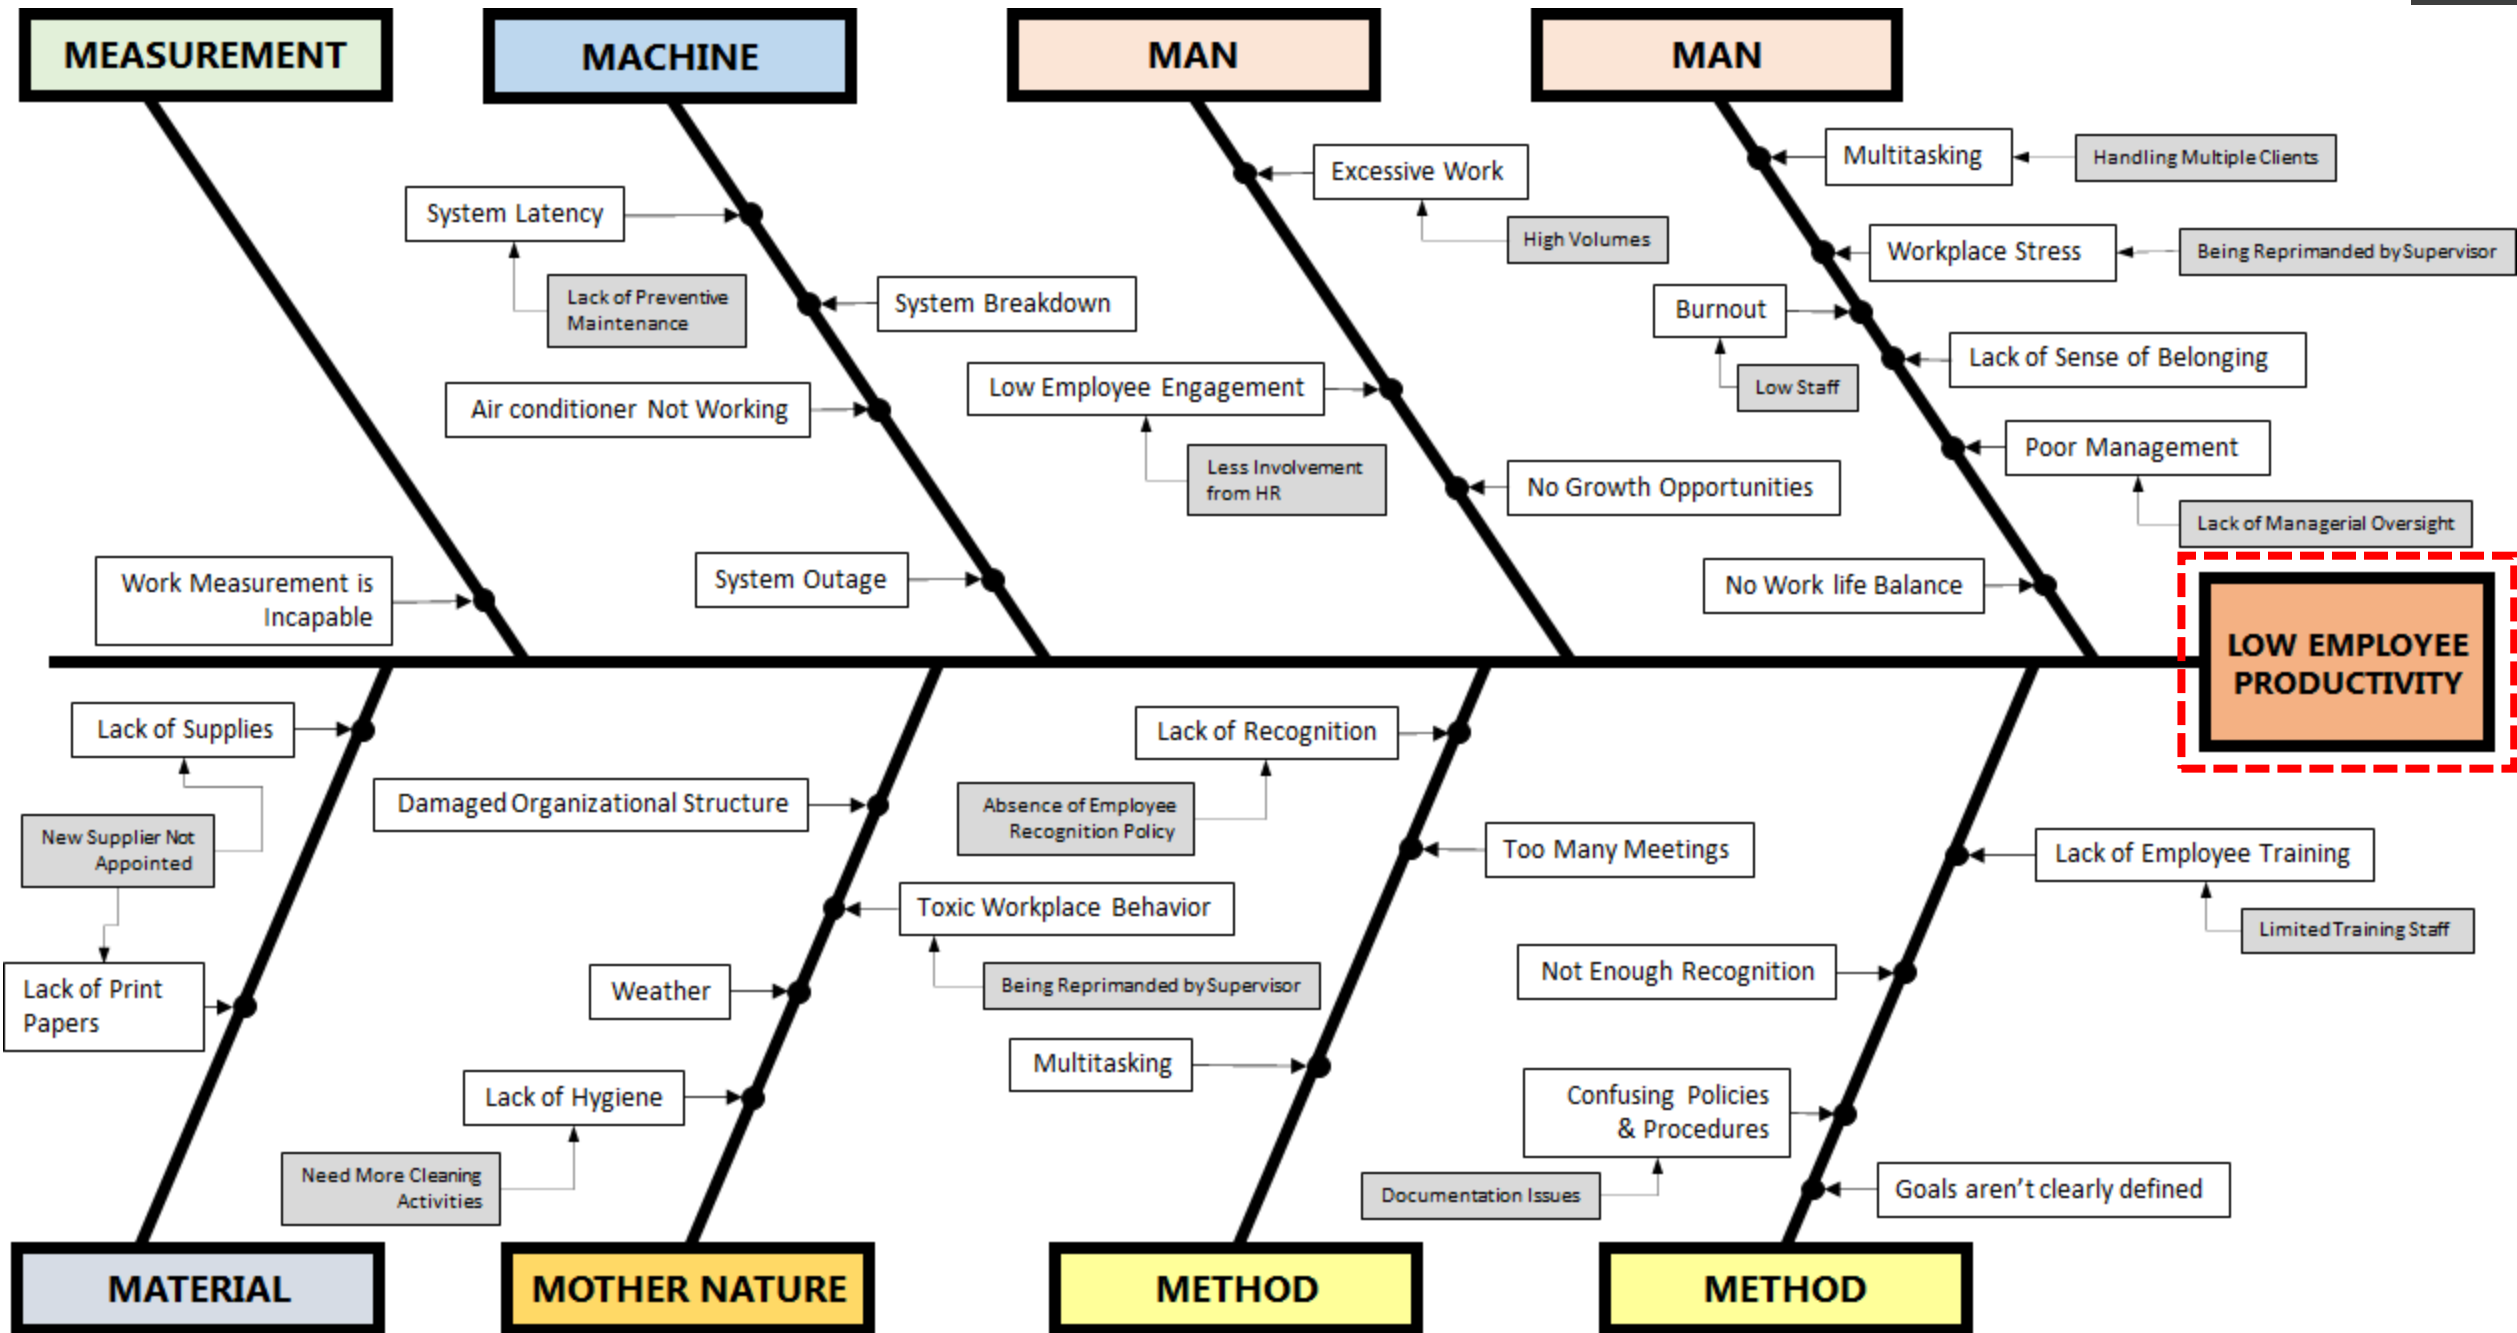 MEASUREMENT
MACHINE
MAN
MAN
Multitasking
Handling Multiple Clients
Excessive Work
System Latency
High Volumes
Workplace Stress
Being Reprimanded by Supervisor
Lack of Preventive
Maintenance
System Breakdown
Burnout
Lack of Sense of Belonging
Low Employee Engagement
Low Staff
Air conditioner Not Working
Poor Management
Less Involvement
from HR
No Growth Opportunities
Lack of Managerial Oversight
Work Measurement is
Incapable
System Outage
No Work life Balance
LOW EMPLOYEE
PRODUCTIVITY
Lack of Supplies
Lack of Recognition
Damaged Organizational Structure
Absence of Employee
Recognition Policy
New Supplier Not
Appointed
Too Many Meetings
Lack of Employee Training
Toxic Workplace Behavior
Limited Training Staff
Lack of Print
Papers
Weather
Being Reprimanded by Supervisor
Not Enough Recognition
Multitasking
Lack of Hygiene
Confusing Policies
& Procedures
Need More Cleaning
Activities
Documentation Issues
Goals aren't clearly defined
MATERIAL
MOTHER NATURE
METHOD
METHOD